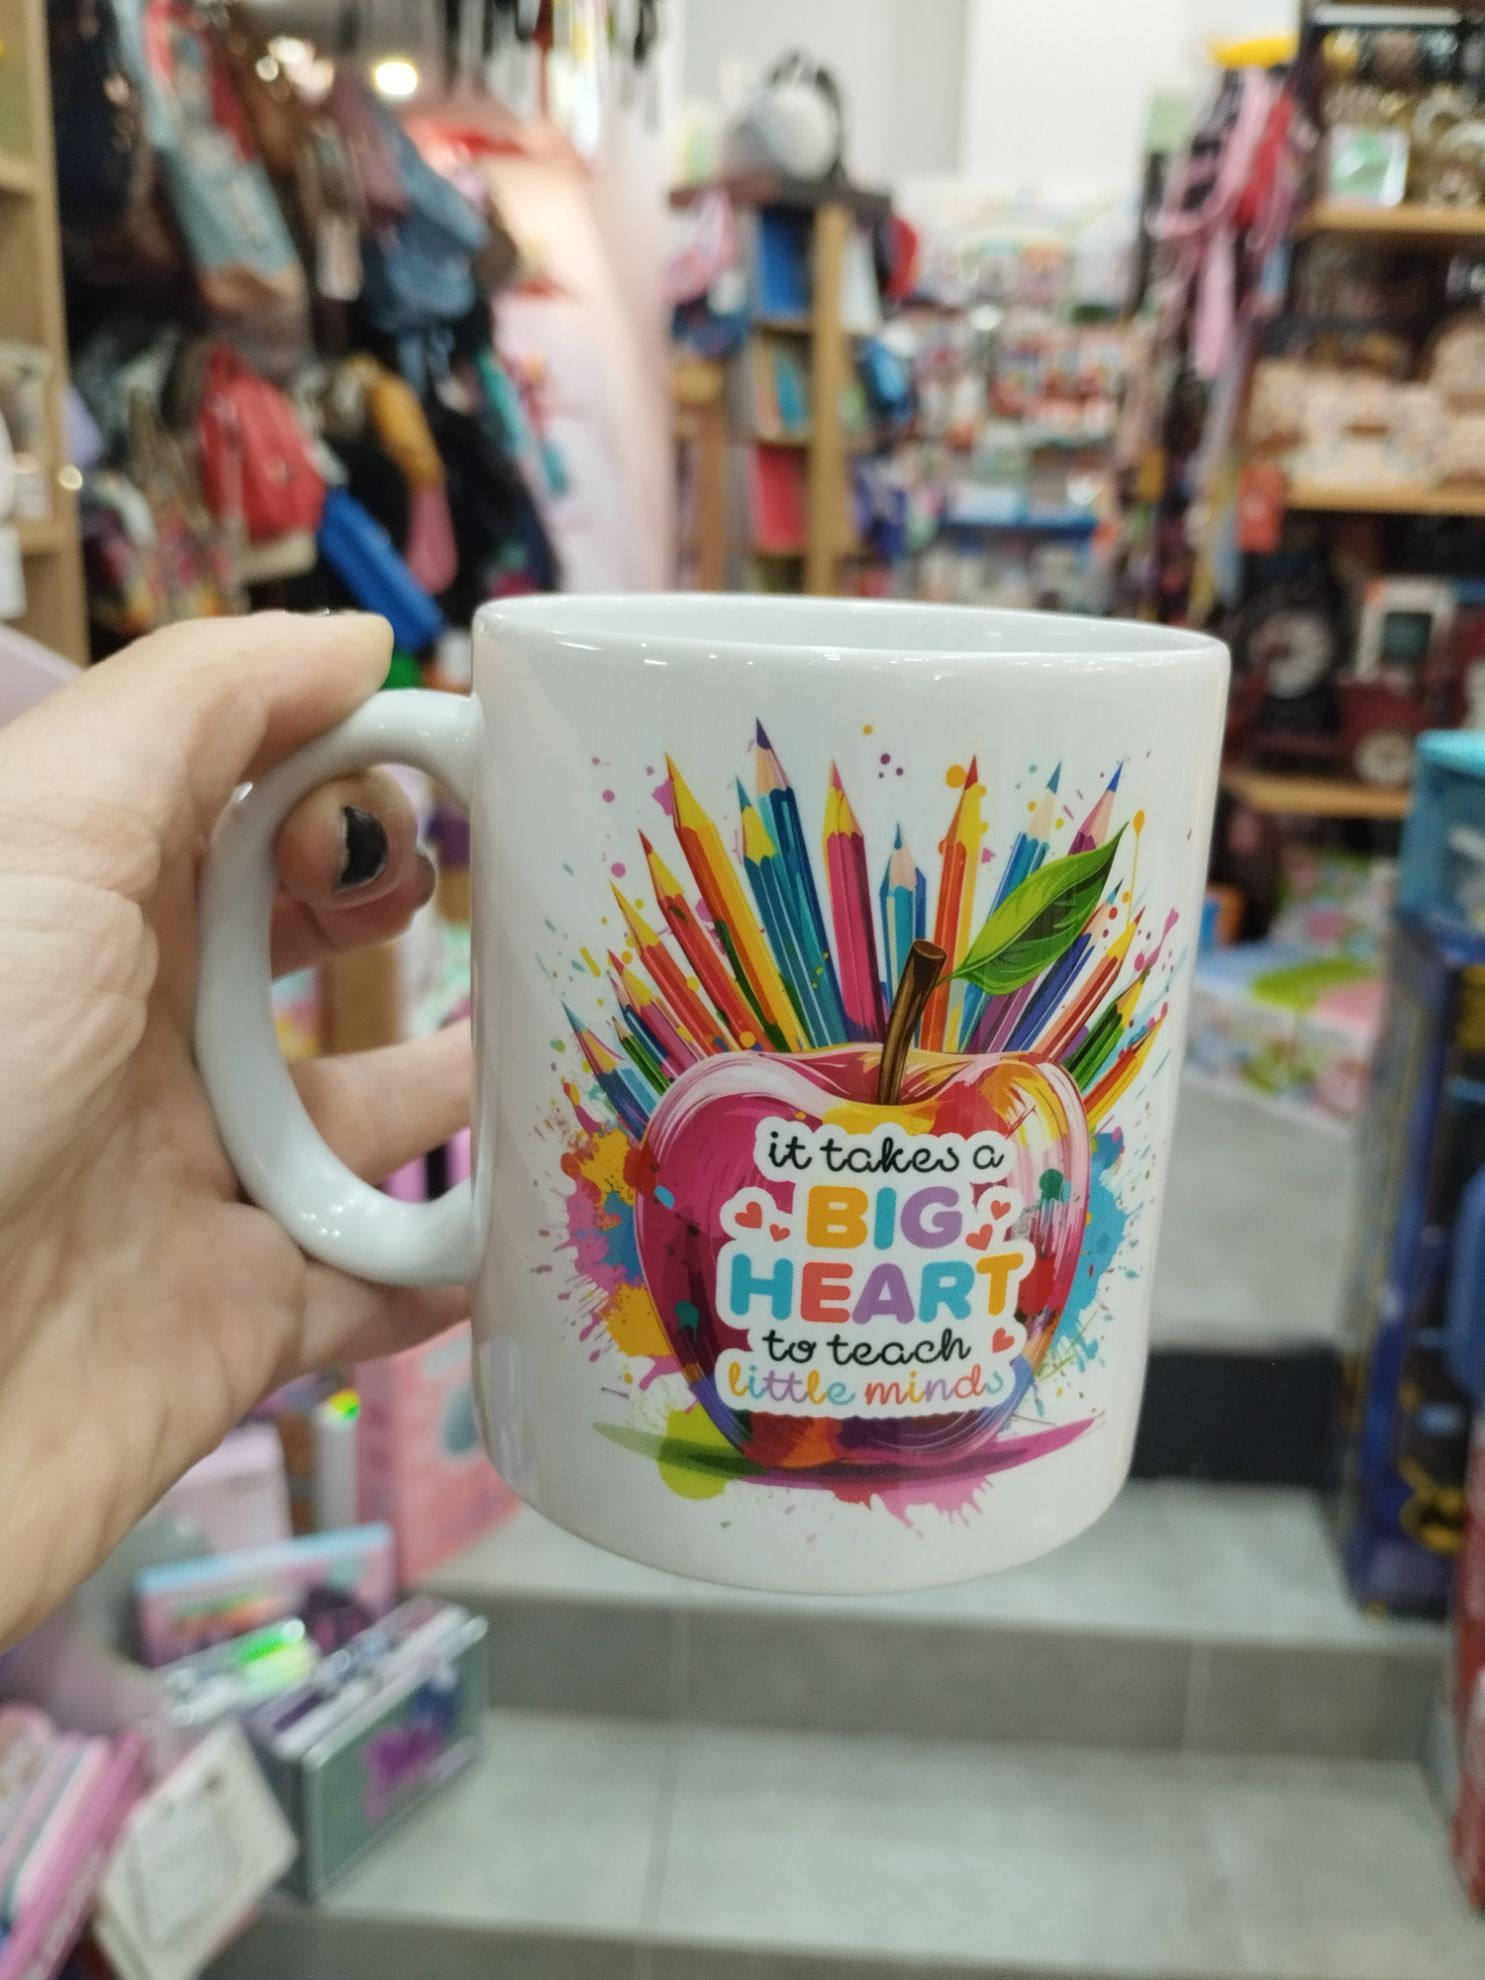 it takes a
BIG
HEART
to teach
little minds